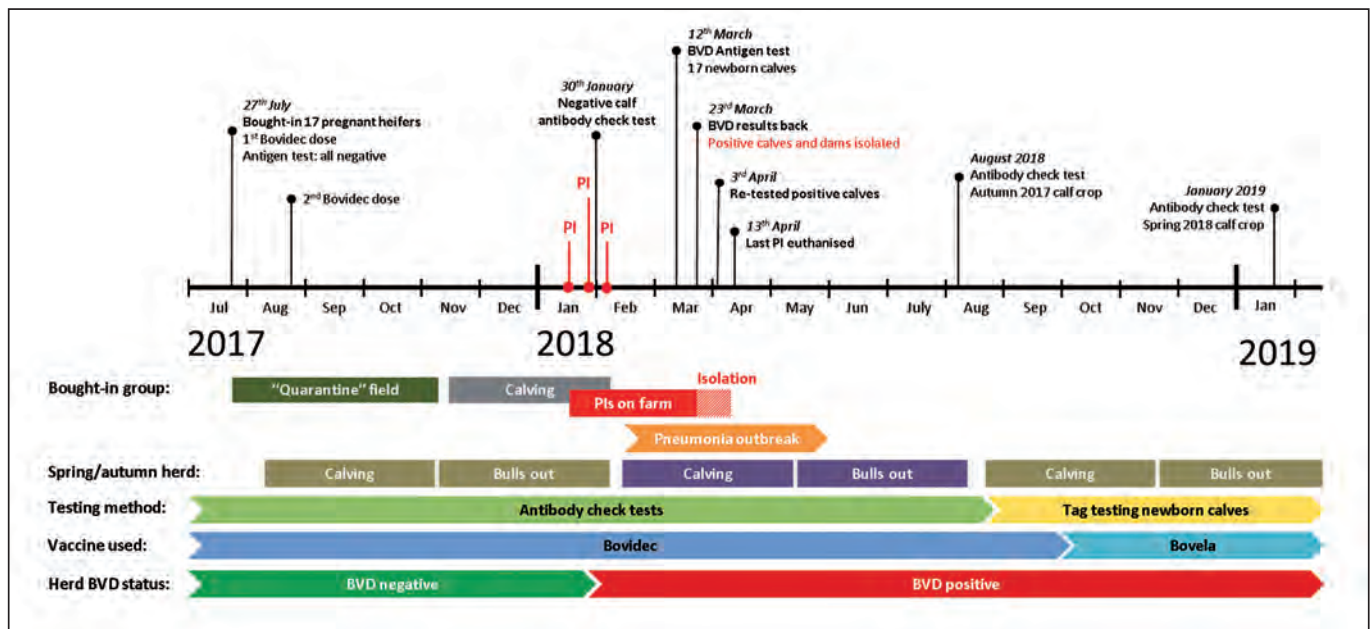 12th March
BVD Antigen test
17 newborn calves
27th July
Bought-in 17 pregnant heifers
1st Bovidec dose
Antigen test: all negative
30th January
Negative calf
antibody check test
23rd March
BVD results back
Positive calves and dams isolated
August 2018
Antibody check test
Autumn 2017 calf crop
3rd April
Re-tested positive calves
January 2019
Antibody check test
Spring 2018 calf crop
2nd Bovidec dose
PI
PI
PI
13th April
Last PI euthanised
Jul Aug Sep Oct Nov Dec Jan Feb Mar Apr May Jun July Aug Sep Oct Nov Dec Jan
2017 2018 2019
Bought-in group: "Quarantine" field Calving Isolation
PIs on farm
Pneumonia outbreak
Spring/autumn herd: Calving Bulls out Calving Bulls out Calving Bulls out
Testing method: Antibody check tests Tag testing newborn calves
Vaccine used: Bovidec Bovela
Herd BVD status: BVD negative BVD positive